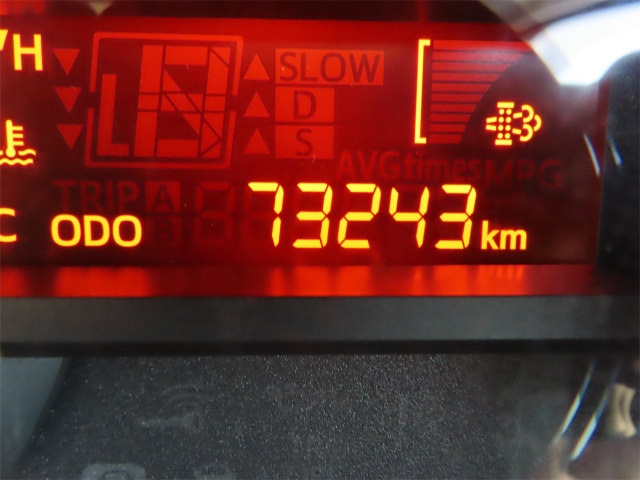 /H
SLOW
D
S
AVGtimesMPG
TRIP A
B
C ODO 73243 km